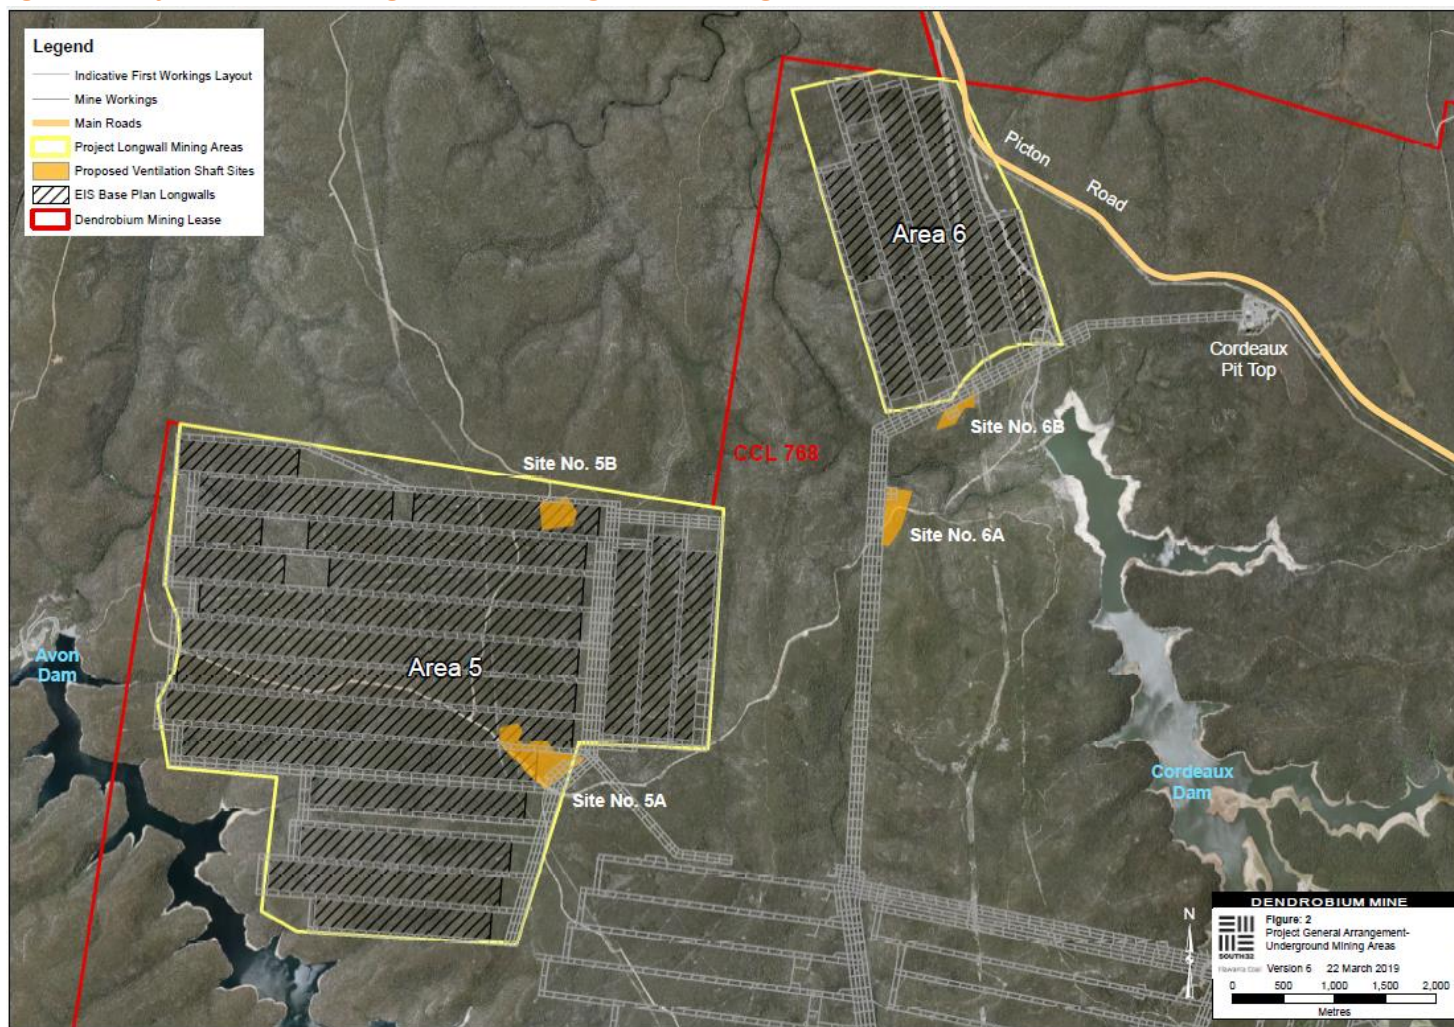 Legend
Indicative First Workings Layout
Mine Workings
Main Roads
Project Longwall Mining Areas
Proposed Ventilation Shaft Sites
EIS Base Plan Longwalls
Dendrobium Mining Lease
Picton
Road
Area 6
Cordeaux
Pit Top
Site No. 6B
CCL 768
Site No. 5B
Site No. 6A
Avon
Dam
Area 5
Cordeaux
Dam
Site No. 5A
DENDROBIUM MINE
N
Figure: 2
Project General Arrangement-
Underground Mining Areas
SOUTH32
Illawarra Coal
Version 6 22 March 2019
0 500 1,000 1,500 2,000
Metres